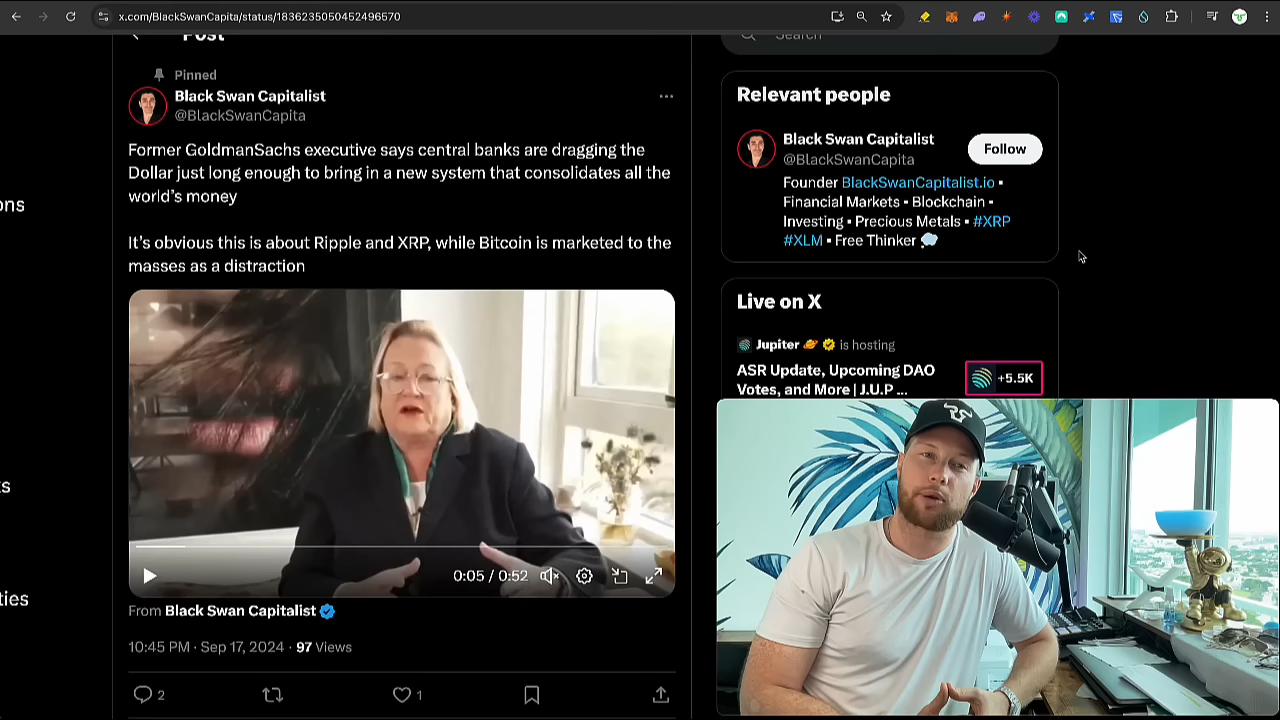 x.com/BlackSwanCapita/status/1836235050452496570
Post
Search
Pinned
Black Swan Capitalist
@BlackSwanCapita
Former GoldmanSachs executive says central banks are dragging the
Dollar just long enough to bring in a new system that consolidates all the
world's money
It's obvious this is about Ripple and XRP, while Bitcoin is marketed to the
masses as a distraction
0:05 / 0:52
From Black Swan Capitalist
10:45 PM · Sep 17, 2024 · 97 Views
2
1
ons
s
ties
Relevant people
Black Swan Capitalist
@BlackSwanCapita
Follow
Founder BlackSwanCapitalist.io ▪
Financial Markets ▪ Blockchain ▪
Investing ▪ Precious Metals ▪ #XRP
#XLM ▪ Free Thinker
Live on X
Jupiter is hosting
ASR Update, Upcoming DAO
Votes, and More | J.U.P ...
+5.5K